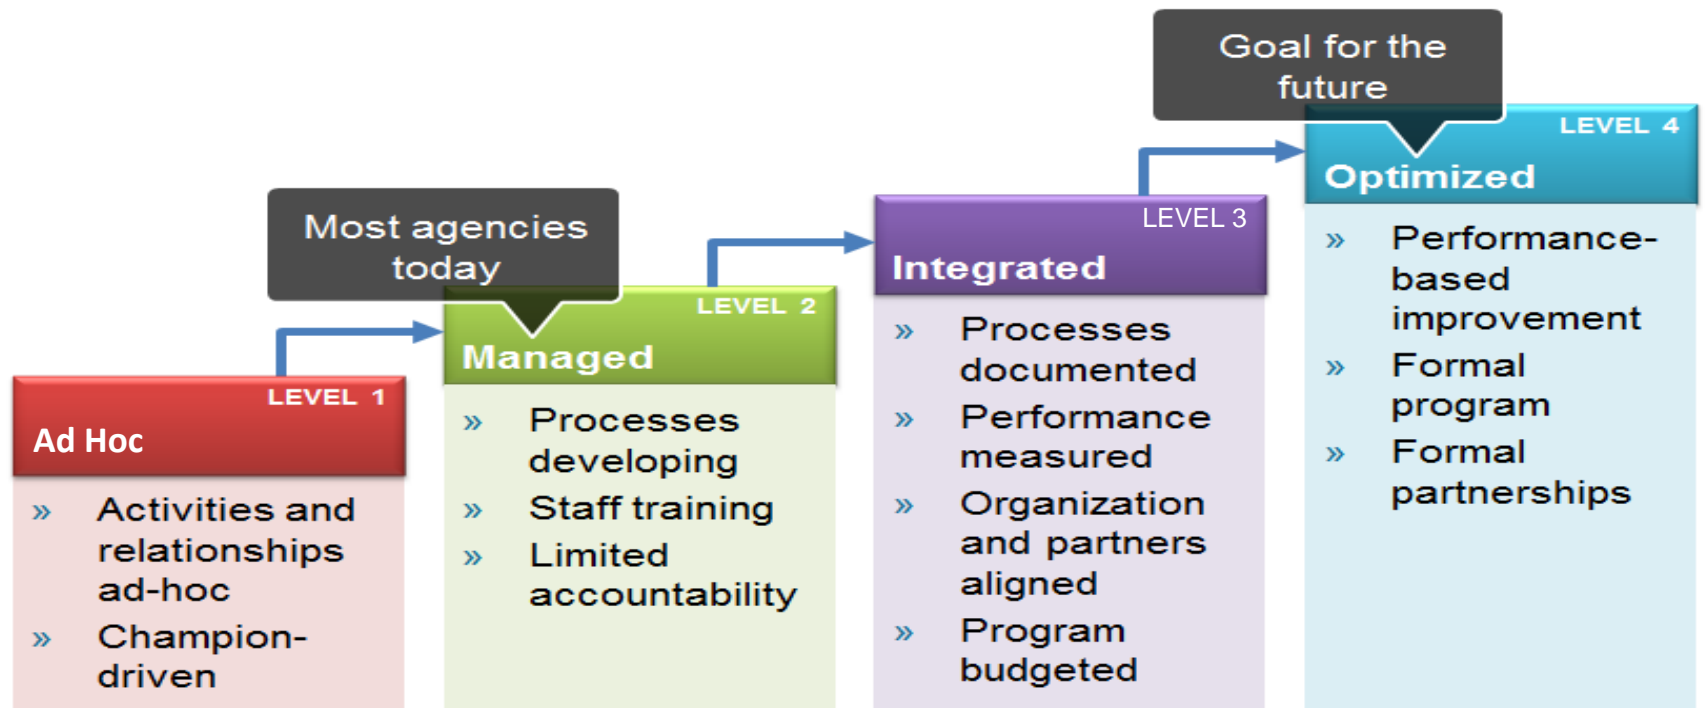 LEVEL 1
Ad Hoc
» Activities and
relationships
ad-hoc
» Champion-
driven
Most agencies
today
LEVEL 2
Managed
» Processes
developing
» Staff training
» Limited
accountability
LEVEL 3
Integrated
» Processes
documented
» Performance
measured
» Organization
and partners
aligned
» Program
budgeted
Goal for the
future
LEVEL 4
Optimized
» Performance-
based
improvement
» Formal
program
» Formal
partnerships